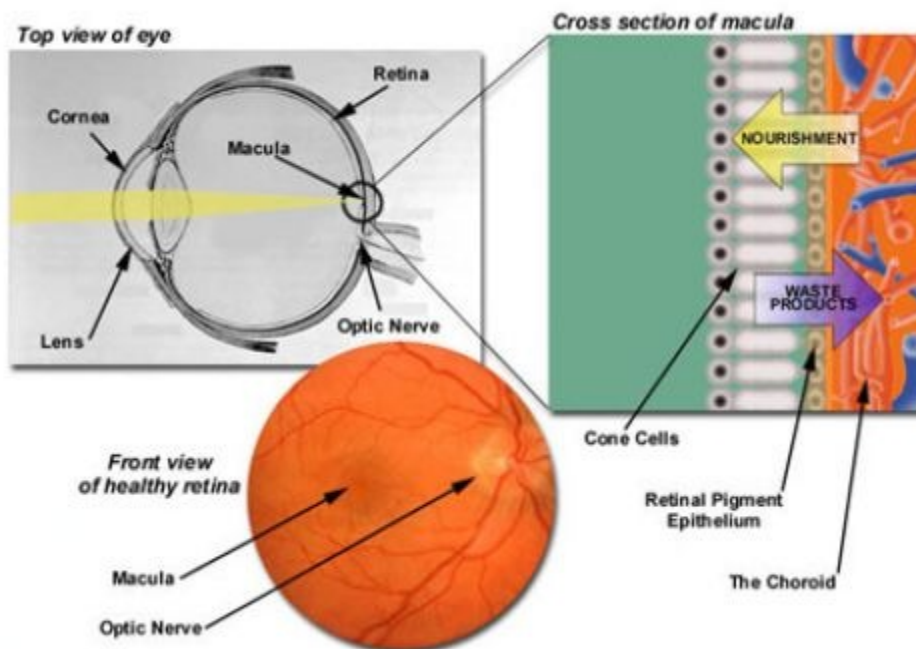 Top view of eye
Cornea
Retina
Macula
Lens
Optic Nerve
Cross section of macula
NOURISHMENT
WASTE
PRODUCTS
Cone Cells
Retinal Pigment
Epithelium
The Choroid
Front view
of healthy retina
Macula
Optic Nerve